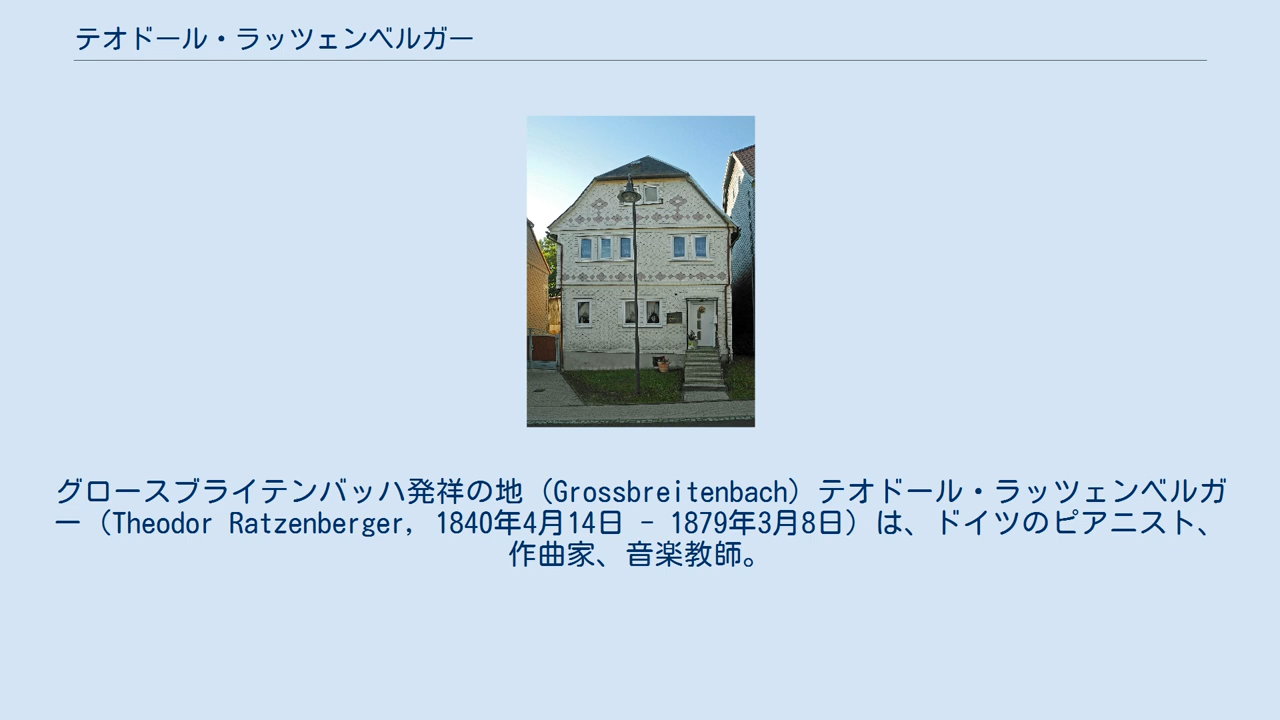 テオドール・ラッツェンベルガー
グロースブライテンバッハ発祥の地（Grossbreitenbach）テオドール・ラッツェンベルガ
ー（Theodor Ratzenberger, 1840年4月14日 - 1879年3月8日）は、ドイツのピアニスト、
作曲家、音楽教師。